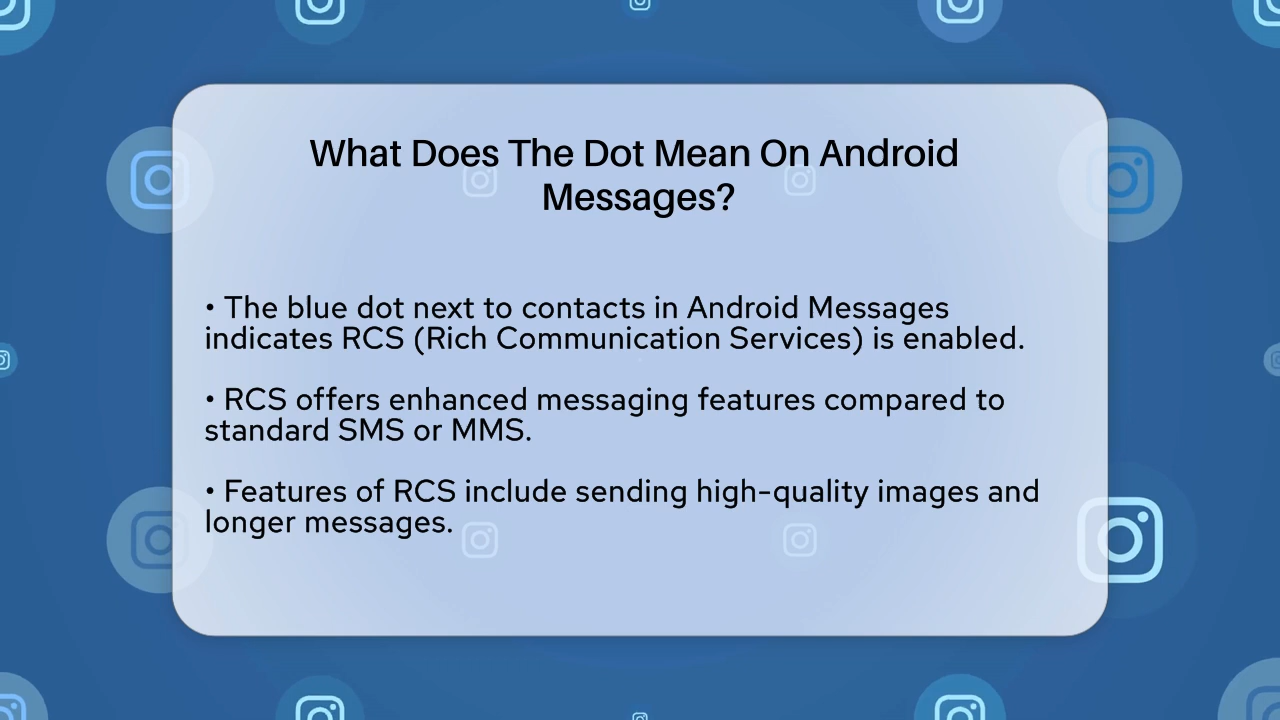 What Does The Dot Mean On Android
Messages?
• The blue dot next to contacts in Android Messages
indicates RCS (Rich Communication Services) is enabled.
• RCS offers enhanced messaging features compared to
standard SMS or MMS.
• Features of RCS include sending high-quality images and
longer messages.